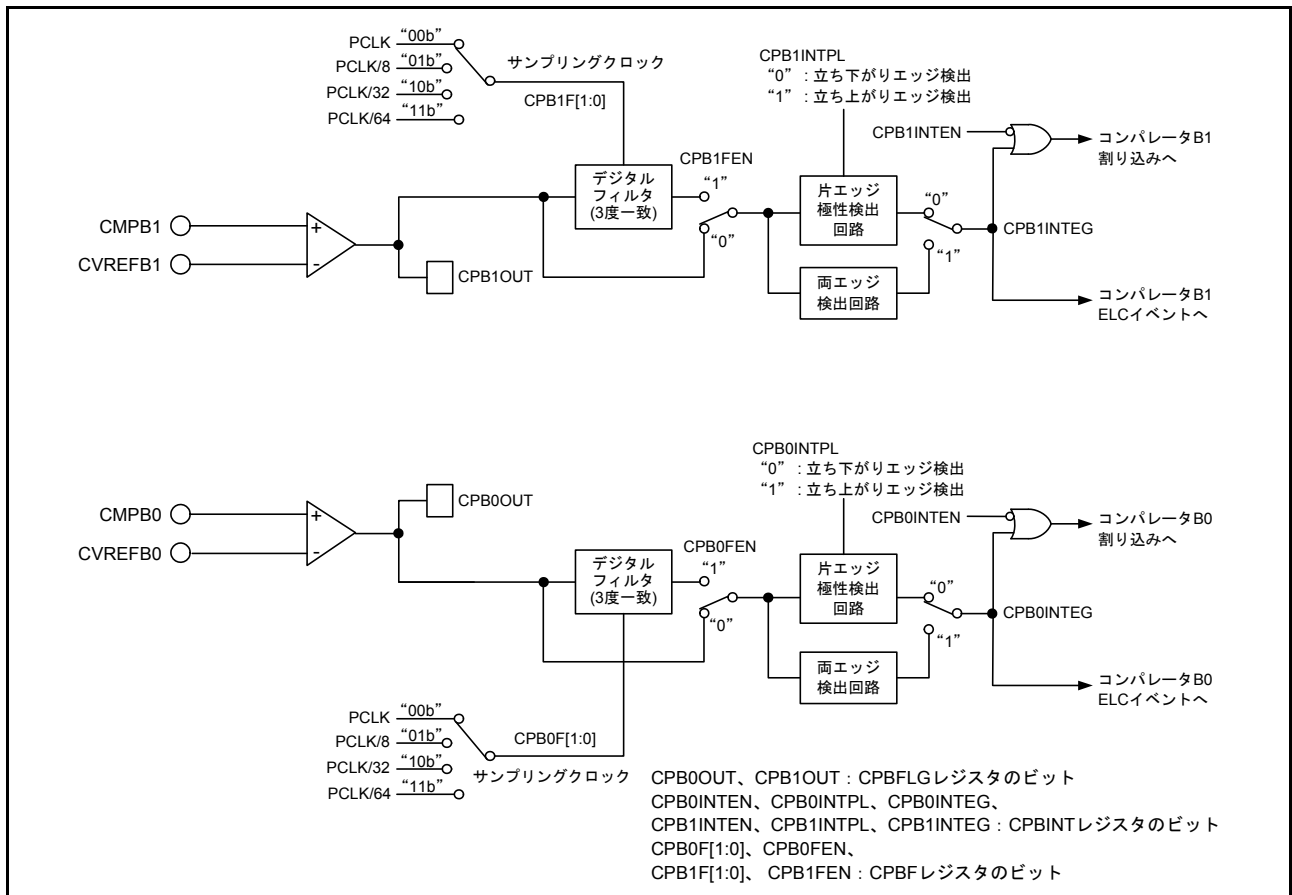 PCLK “00b”
PCLK/8 “01b”
PCLK/32 “10b”
PCLK/64 “11b”
サンプリングクロック
CPB1F[1:0]
CPB1INTPL
“0” : 立ち下がりエッジ検出
“1” : 立ち上がりエッジ検出
CPB1INTEN
コンパレータB1
割り込みへ
デジタル
フィルタ
(3度一致)
CPB1FEN
“1”
“0”
片エッジ
極性検出
回路
“0”
“1”
CPB1INTEG
CMPB1
CVREFB1
+
-
CPB1OUT
両エッジ
検出回路
コンパレータB1
ELCイベントへ
CPB0INTPL
“0” : 立ち下がりエッジ検出
“1” : 立ち上がりエッジ検出
CMPB0
CVREFB0
+
-
CPB0OUT
CPB0INTEN
コンパレータB0
割り込みへ
デジタル
フィルタ
(3度一致)
CPB0FEN
“1”
“0”
片エッジ
極性検出
回路
“0”
“1”
CPB0INTEG
両エッジ
検出回路
コンパレータB0
ELCイベントへ
PCLK “00b”
PCLK/8 “01b”
PCLK/32 “10b”
PCLK/64 “11b”
CPB0F[1:0]
サンプリングクロック
CPB0OUT、CPB1OUT : CPBFLGレジスタのビット
CPB0INTEN、CPB0INTPL、CPB0INTEG、
CPB1INTEN、CPB1INTPL、CPB1INTEG : CPBINTレジスタのビット
CPB0F[1:0]、CPB0FEN、
CPB1F[1:0]、 CPB1FEN : CPBFレジスタのビット